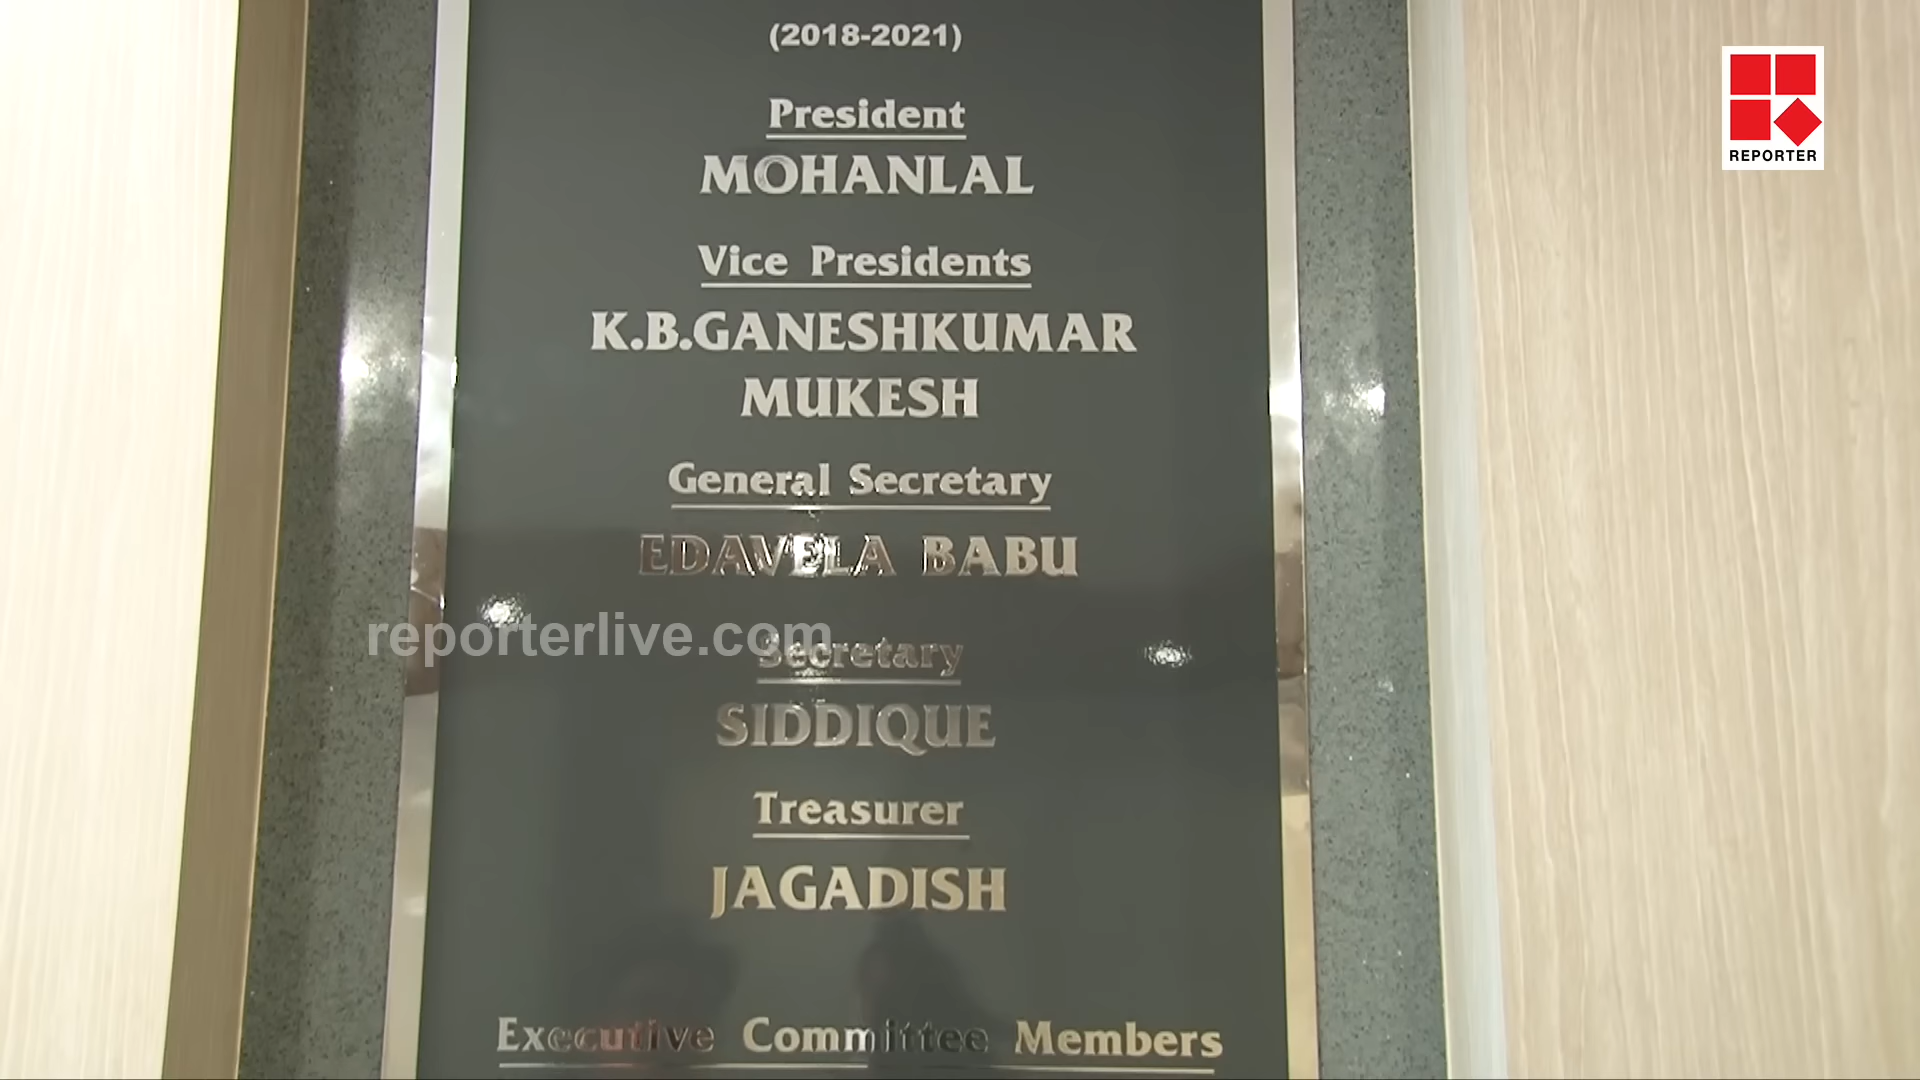 (2018-2021)
President
MOHANLAL
Vice Presidents
K.B.GANESHKUMAR
MUKESH
General Secretary
EDAVELA BABU
reporterlive.com
Secretary
SIDDIQUE
Treasurer
JAGADISH
Executive Committee Members
REPORTER